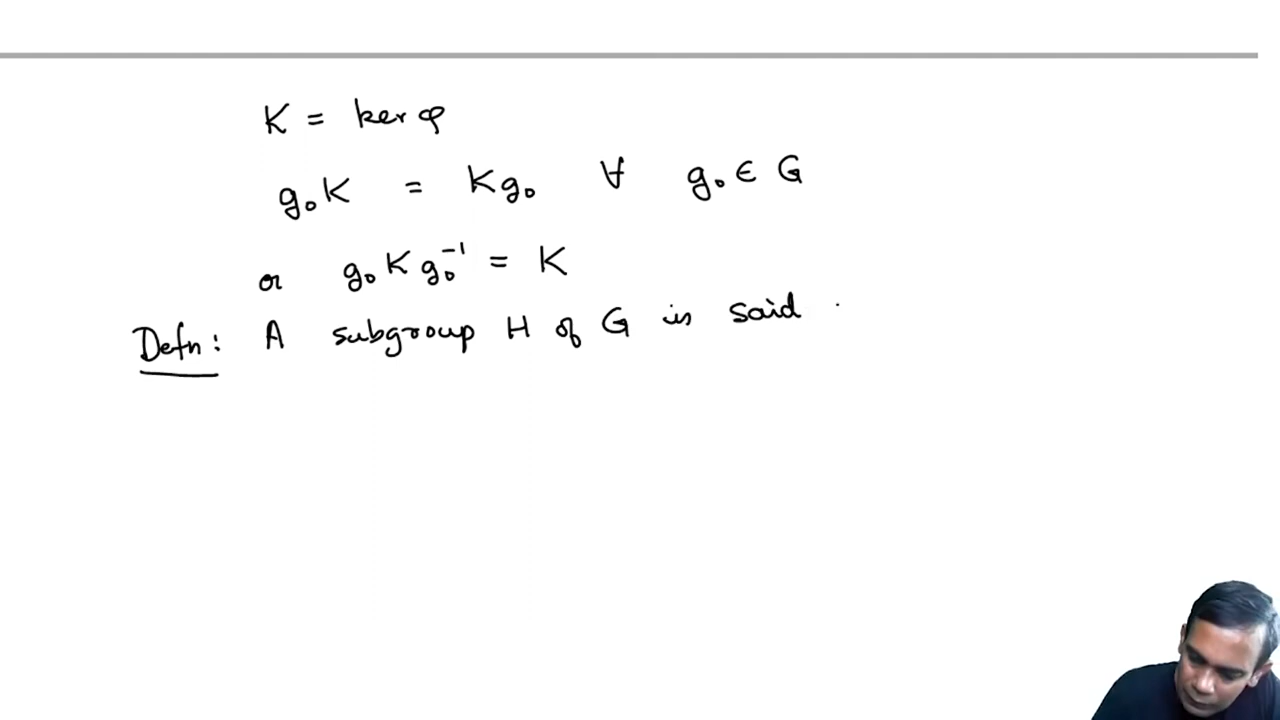 K = ker φ
g₀K = Kg₀ ∀ g₀ ∈ G
or g₀Kg₀⁻¹ = K
Defn: A subgroup H of G is said